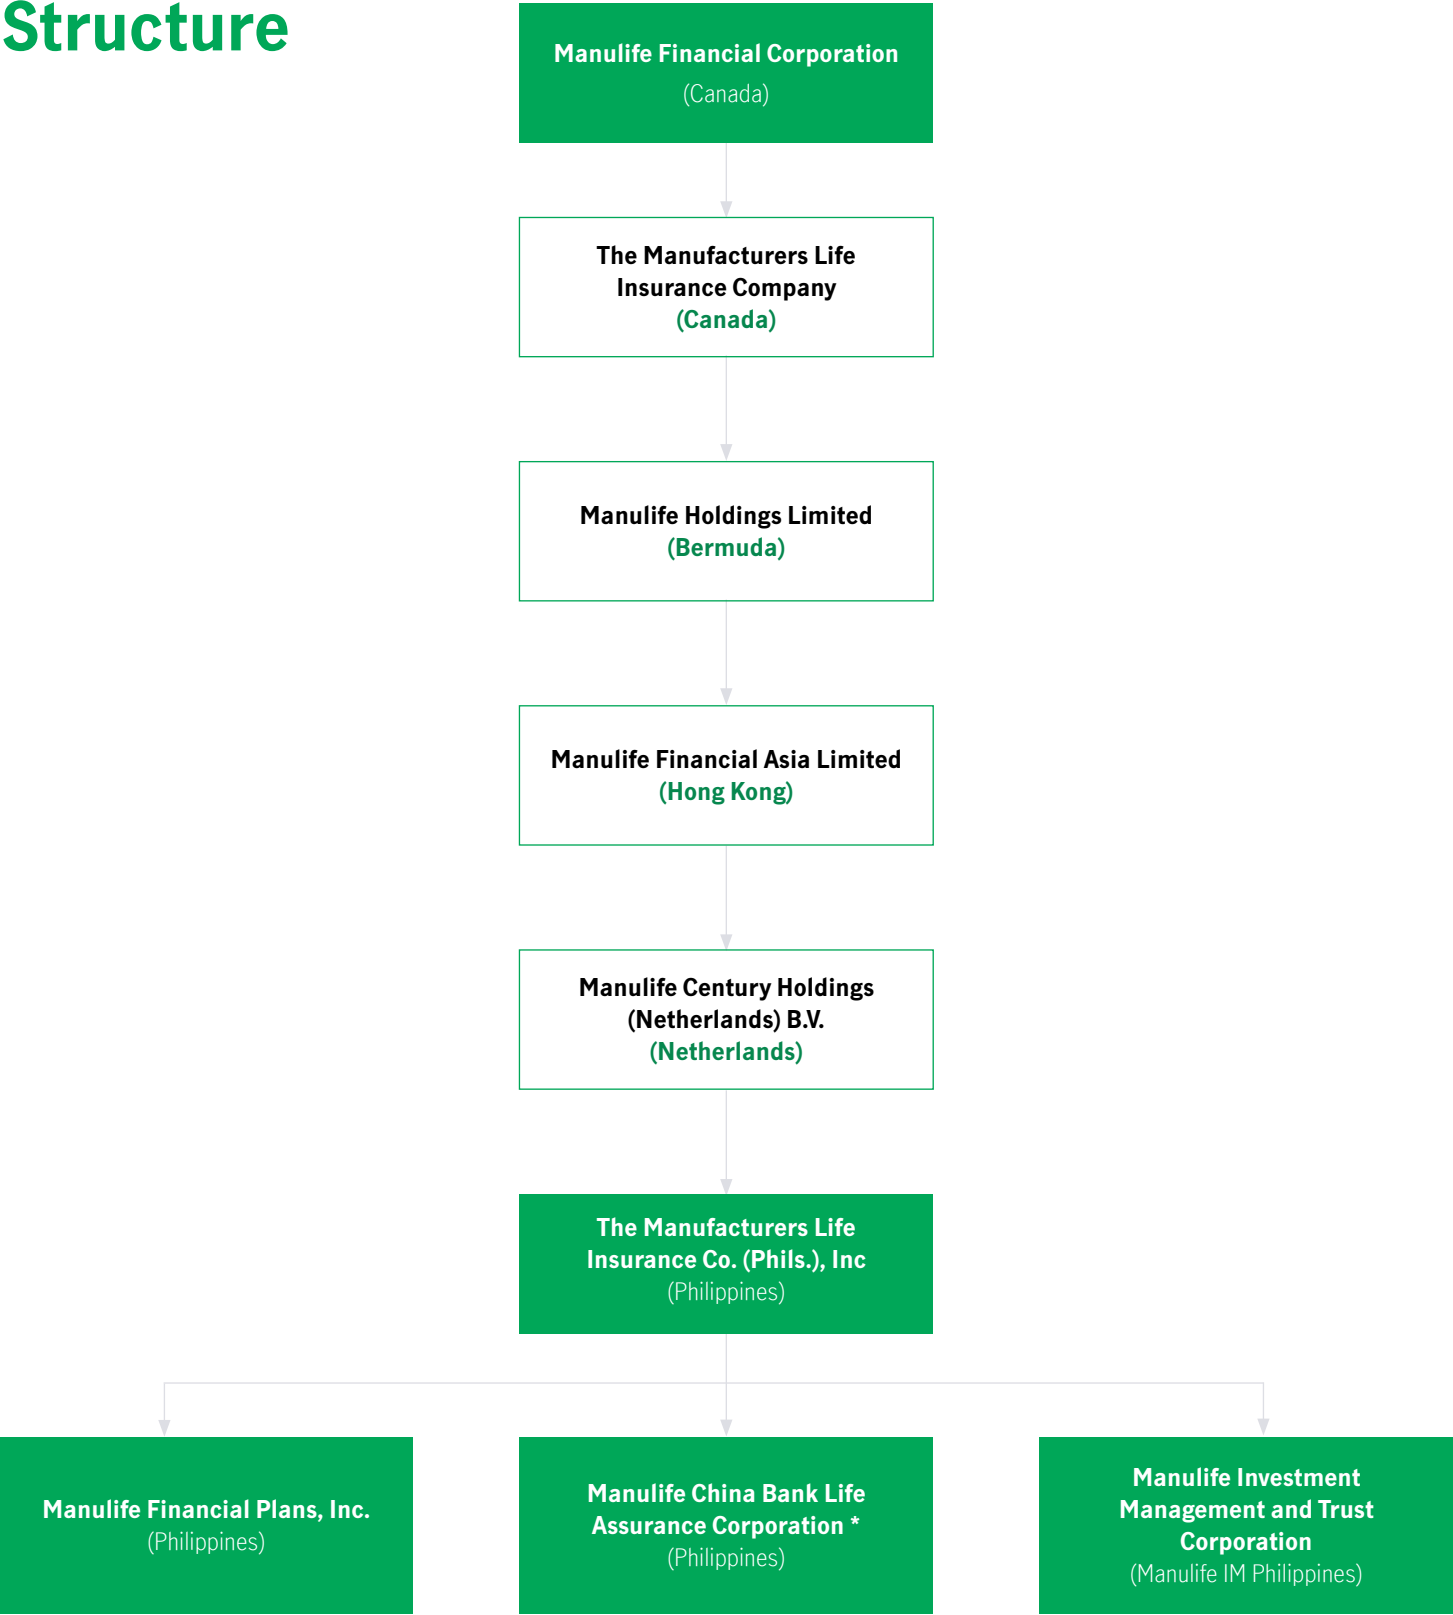 Structure
Manulife Financial Corporation
(Canada)
The Manufacturers Life
Insurance Company
(Canada)
Manulife Holdings Limited
(Bermuda)
Manulife Financial Asia Limited
(Hong Kong)
Manulife Century Holdings
(Netherlands) B.V.
(Netherlands)
The Manufacturers Life
Insurance Co. (Phils.), Inc
(Philippines)
Manulife Financial Plans, Inc.
(Philippines)
Manulife China Bank Life
Assurance Corporation *
(Philippines)
Manulife Investment
Management and Trust
Corporation
(Manulife IM Philippines)